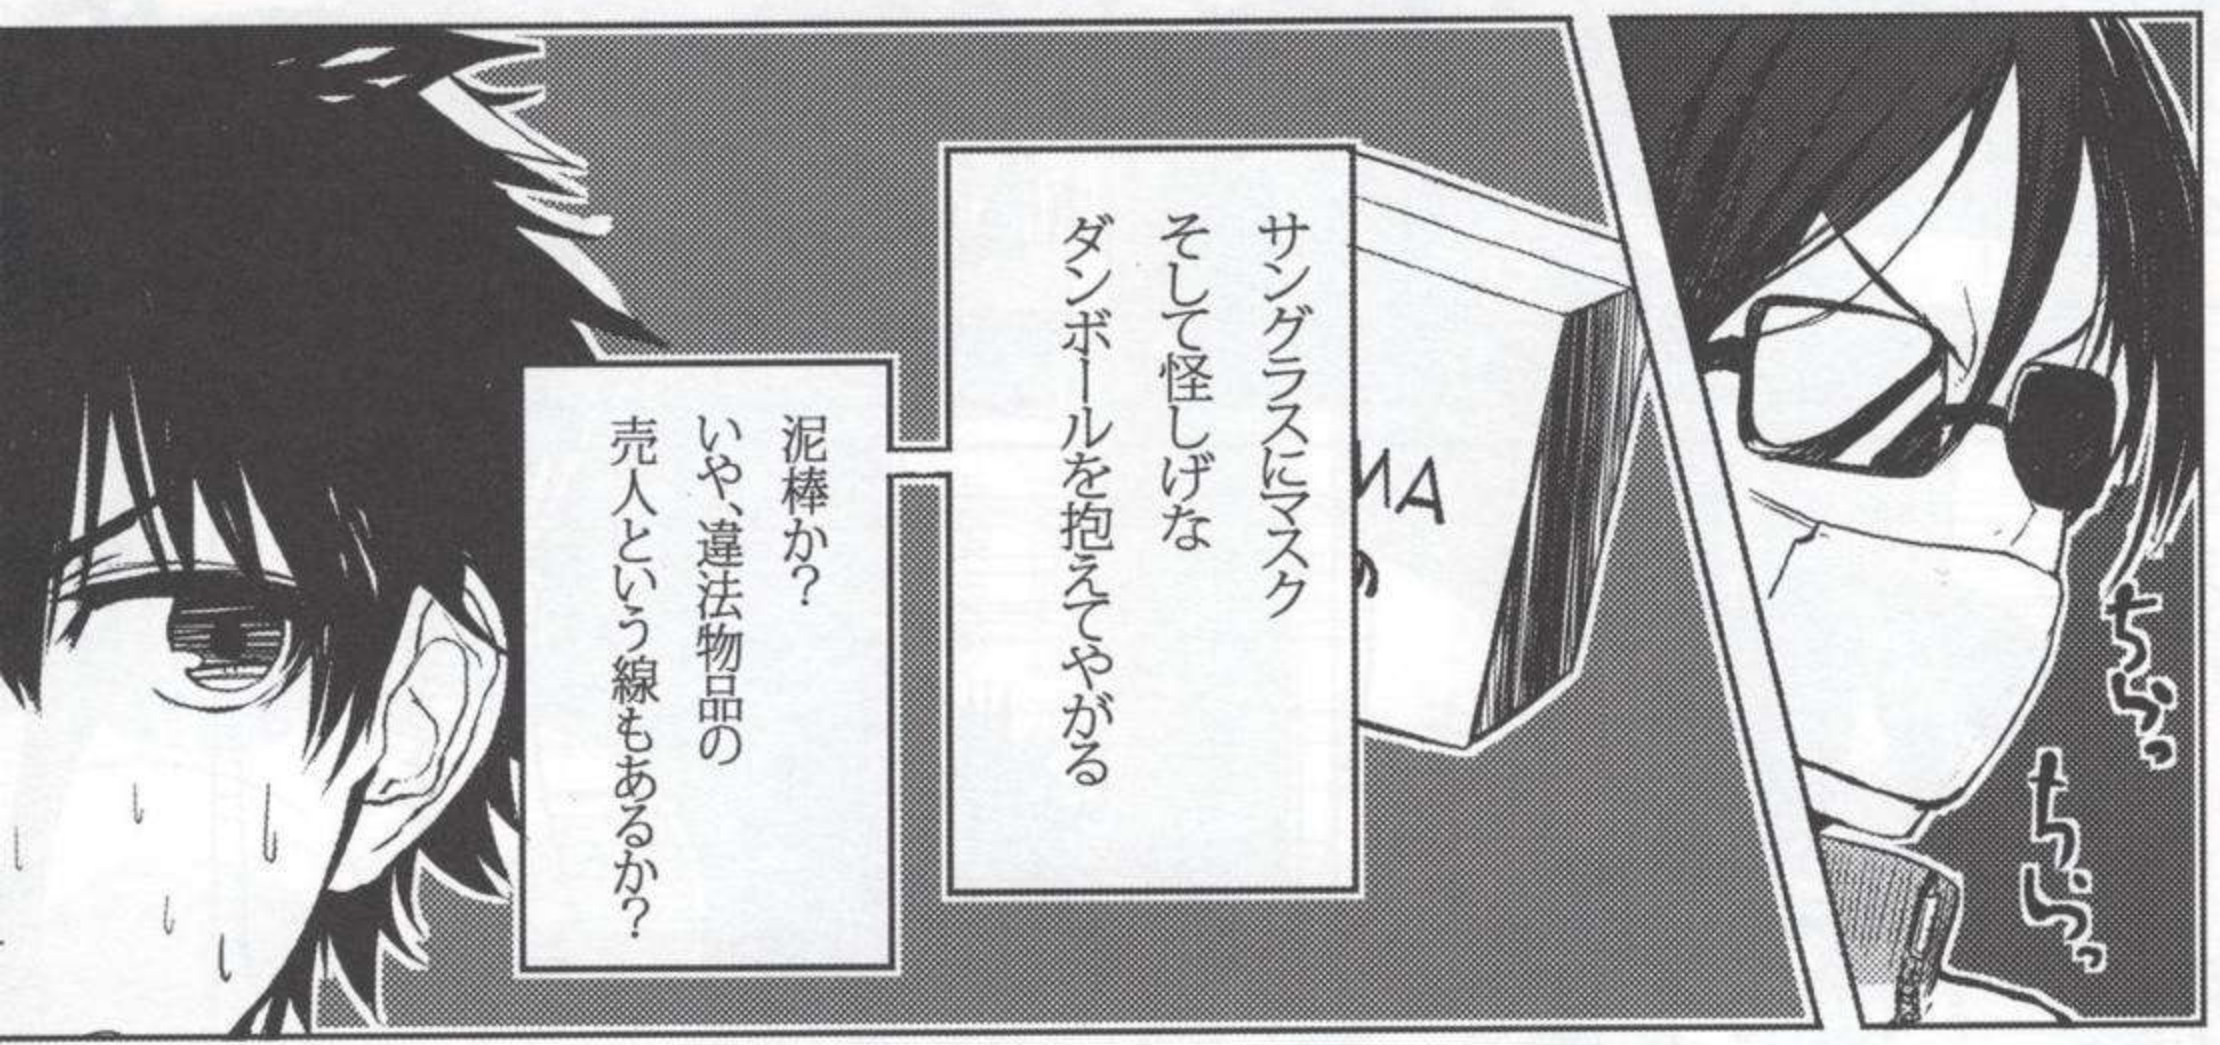 ちらっ
ちらっ
サングラスにマスク
そして怪しげな
ダンボールを抱えてやがる
MA
の
泥棒か?
いや、違法物品の
売人という線もあるか?